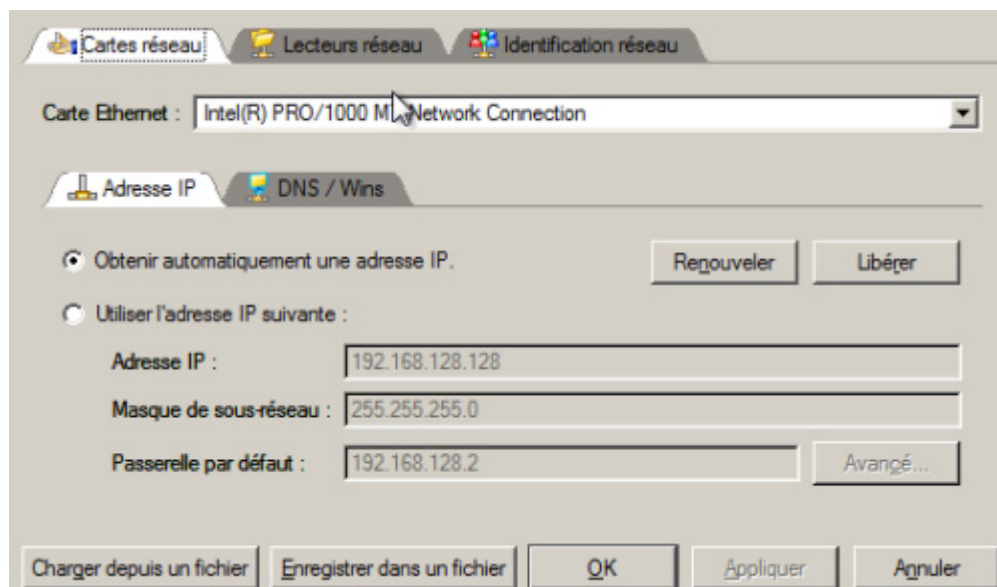 Cartes réseau Lecteurs réseau Identification réseau
Carte Ethernet : Intel(R) PRO/1000 M Network Connection
Adresse IP DNS / Wins
Obtenir automatiquement une adresse IP. Renouveler Libérer
Utiliser l'adresse IP suivante :
Adresse IP : 192.168.128.128
Masque de sous-réseau : 255.255.255.0
Passerelle par défaut : 192.168.128.2 Avancé...
Charger depuis un fichier Enregistrer dans un fichier OK Appliquer Annuler